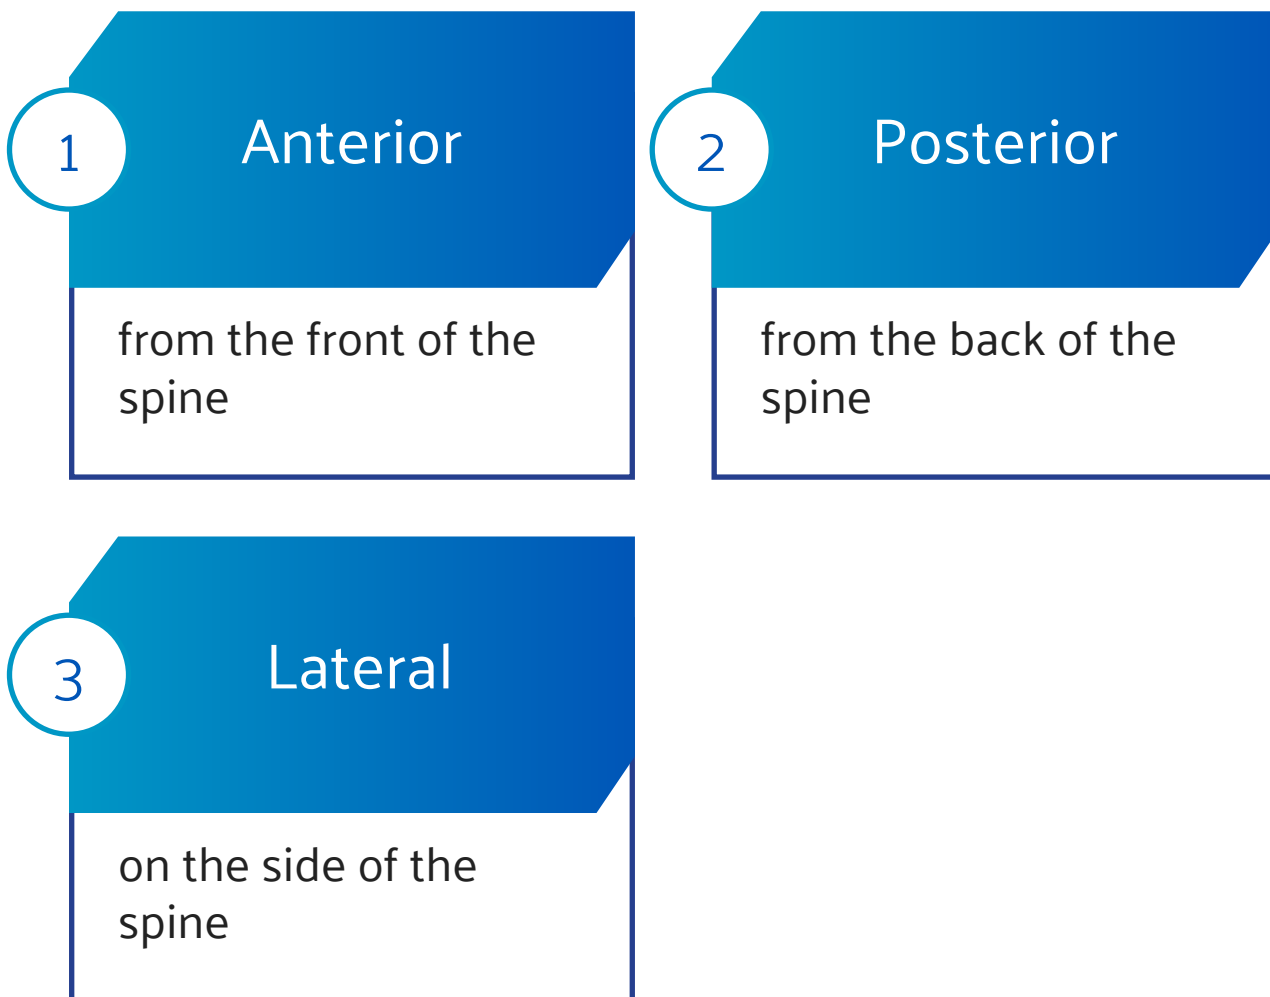 1
Anterior
from the front of the
spine
2
Posterior
from the back of the
spine
3
Lateral
on the side of the
spine